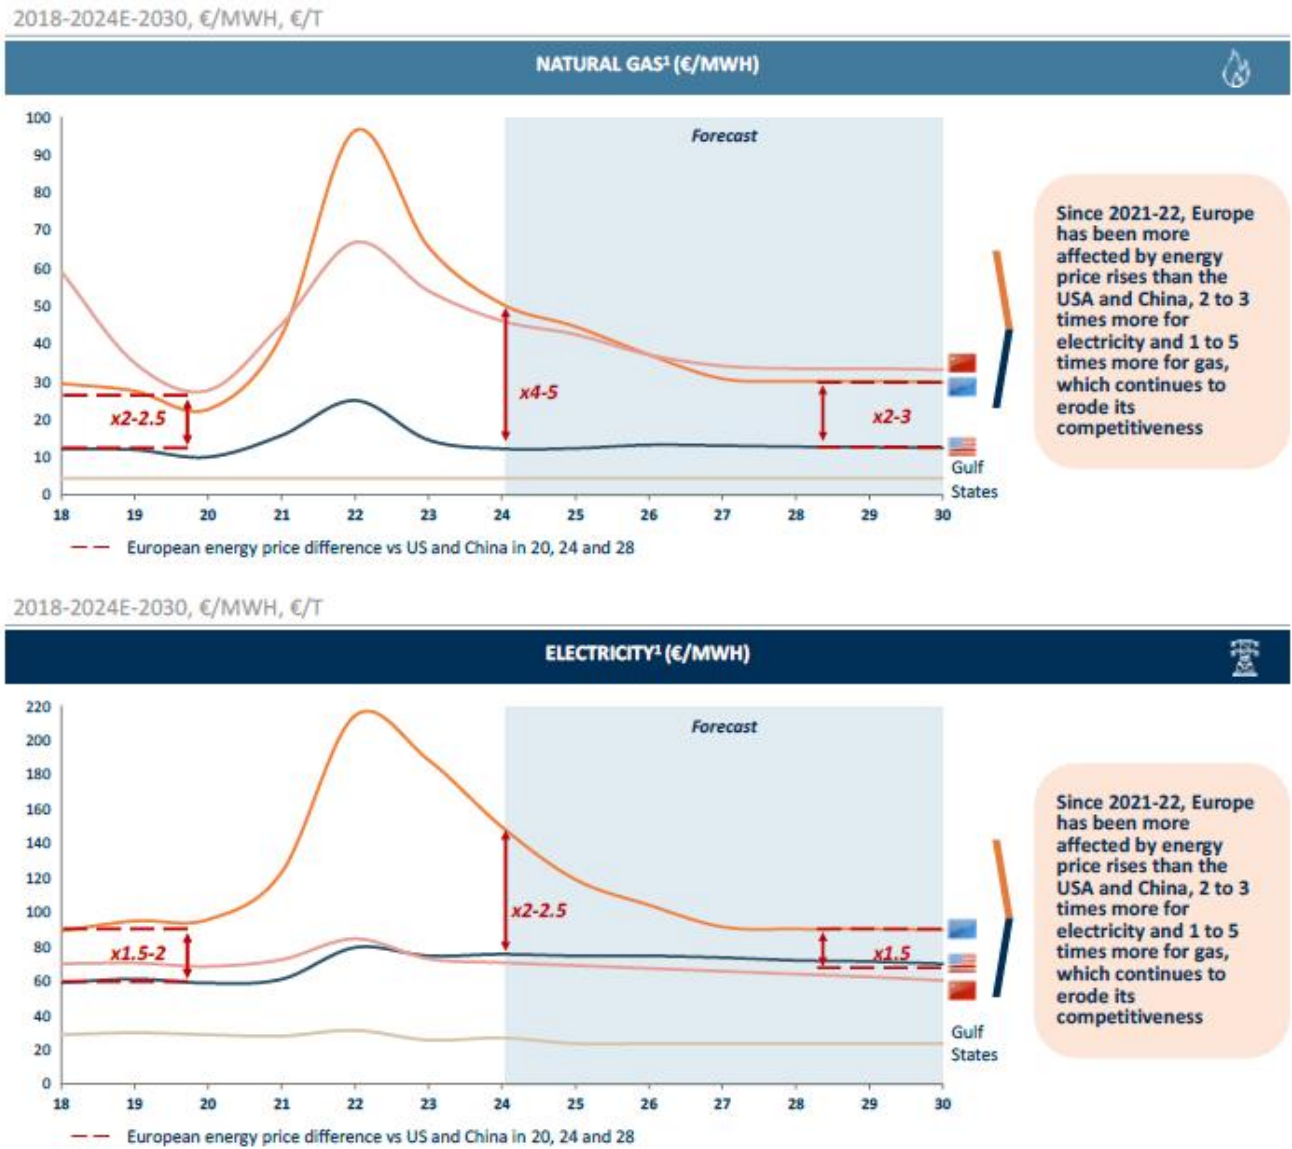 2018-2024E-2030, €/MWH, €/T
NATURAL GAS¹ (€/MWH)
100
90
80
70
60
50
40
30
20
10
0
Forecast
x2-2.5
x4-5
x2-3
Gulf
States
18 19 20 21 22 23 24 25 26 27 28 29 30
European energy price difference vs US and China in 20, 24 and 28
Since 2021-22, Europe
has been more
affected by energy
price rises than the
USA and China, 2 to 3
times more for
electricity and 1 to 5
times more for gas,
which continues to
erode its
competitiveness
2018-2024E-2030, €/MWH, €/T
ELECTRICITY¹ (€/MWH)
220
200
180
160
140
120
100
80
60
40
20
0
Forecast
x1.5-2
x2-2.5
x1.5
Gulf
States
18 19 20 21 22 23 24 25 26 27 28 29 30
European energy price difference vs US and China in 20, 24 and 28
Since 2021-22, Europe
has been more
affected by energy
price rises than the
USA and China, 2 to 3
times more for
electricity and 1 to 5
times more for gas,
which continues to
erode its
competitiveness